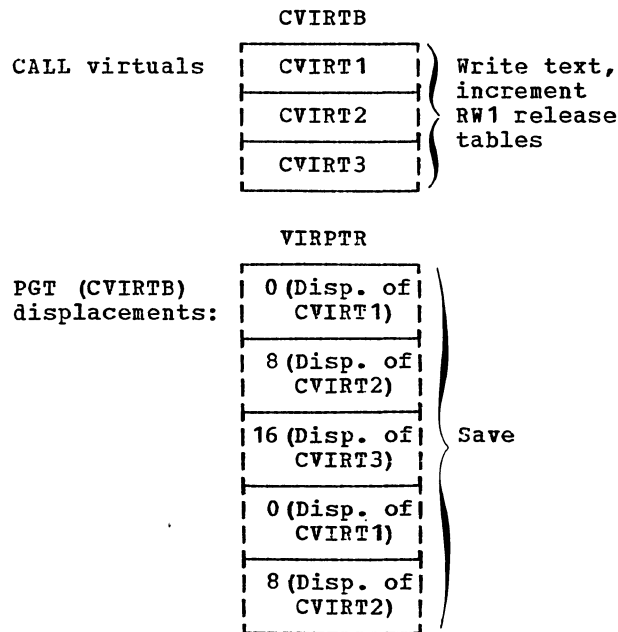 CVIRTB
CALL virtuals
CVIRT1
CVIRT2
CVIRT3
Write text,
increment
RW1 release
tables
VIRPTR
PGT (CVIRTB)
displacements:
0 (Disp. of
CVIRT1)
8 (Disp. of
CVIRT2)
16 (Disp. of
CVIRT3)
0 (Disp. of
CVIRT1)
8 (Disp. of
CVIRT2)
Save